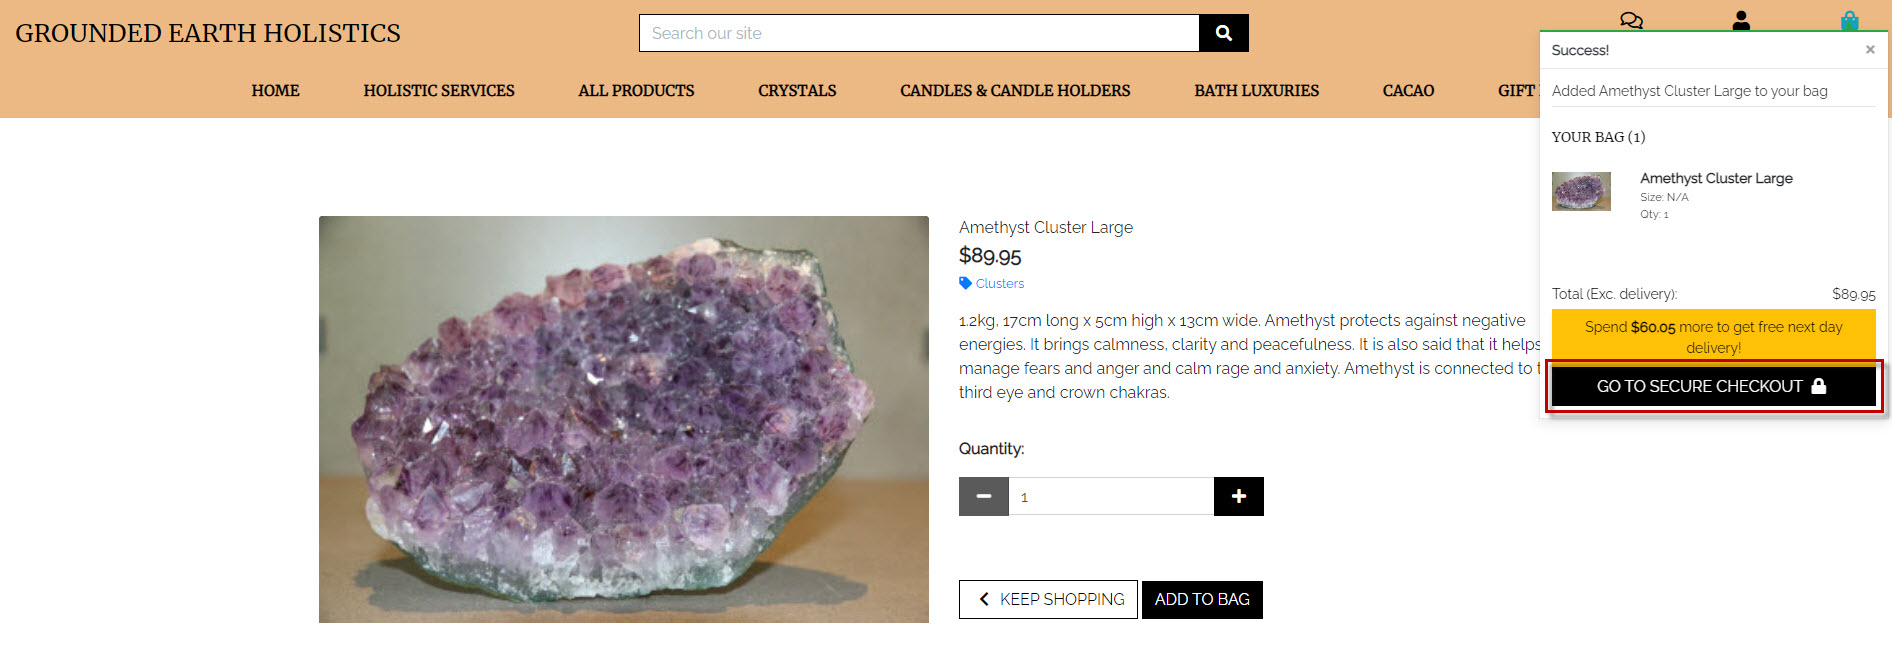 GROUNDED EARTH HOLISTICS
Search our site
HOME HOLISTIC SERVICES ALL PRODUCTS CRYSTALS CANDLES & CANDLE HOLDERS BATH LUXURIES CACAO GIFT
Success! ×
Added Amethyst Cluster Large to your bag
YOUR BAG (1)
Amethyst Cluster Large
Size: N/A
Qty: 1
Total (Exc. delivery): $89.95
Spend $60.05 more to get free next day
delivery!
GO TO SECURE CHECKOUT
Amethyst Cluster Large
$89.95
Clusters
1.2kg, 17cm long x 5cm high x 13cm wide. Amethyst protects against negative
energies. It brings calmness, clarity and peacefulness. It is also said that it helps
manage fears and anger and calm rage and anxiety. Amethyst is connected to
third eye and crown chakras.
Quantity:
1
KEEP SHOPPING ADD TO BAG